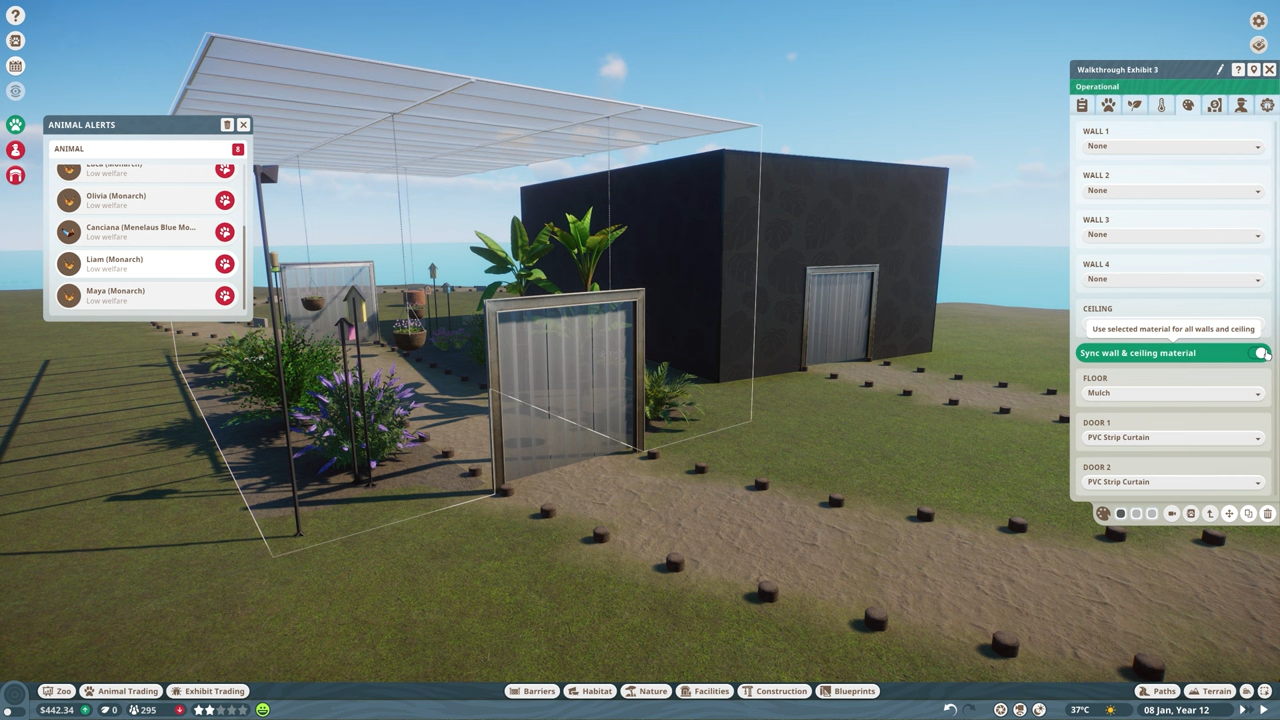 Walkthrough Exhibit 3
Operational
ANIMAL ALERTS
ANIMAL
8
Luca (Monarch)
Low welfare
Olivia (Monarch)
Low welfare
Canciana (Menelaus Blue Mo...
Low welfare
Liam (Monarch)
Low welfare
Maya (Monarch)
Low welfare
WALL 1
None
WALL 2
None
WALL 3
None
WALL 4
None
CEILING
Use selected material for all walls and ceiling
Sync wall & ceiling material
FLOOR
Mulch
DOOR 1
PVC Strip Curtain
DOOR 2
PVC Strip Curtain
Zoo
Animal Trading
Exhibit Trading
Barriers
Habitat
Nature
Facilities
Construction
Blueprints
Paths
Terrain
$442.34
0
295
37°C
08 Jan, Year 12